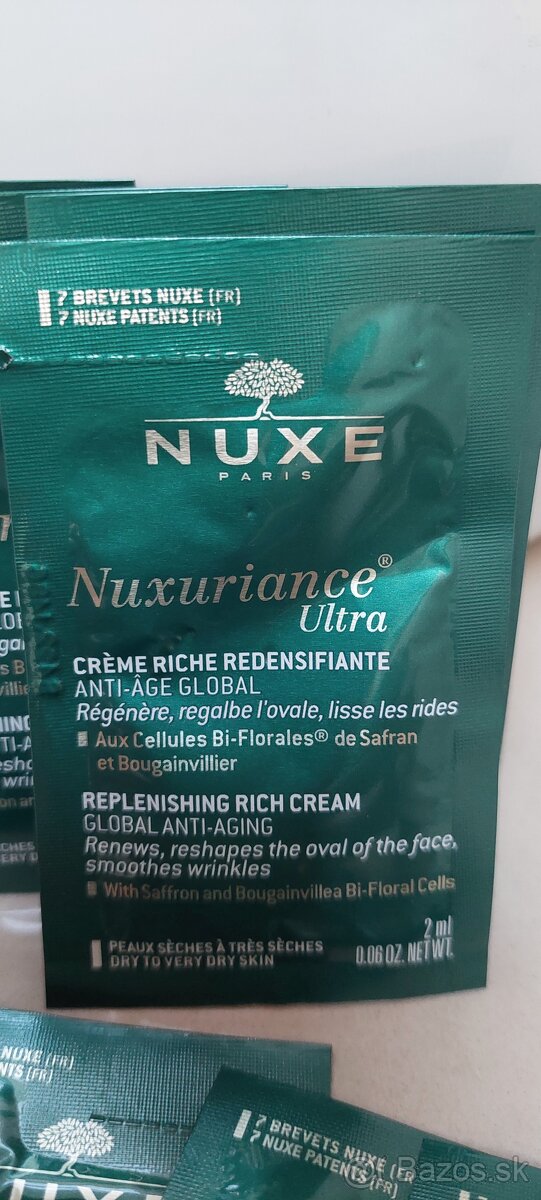 7 BREVETS NUXE (FR)
7 NUXE PATENTS (FR)
NUXE
PARIS
Nuxuriance®
Ultra
CRÈME RICHE REDENSIFIANTE
ANTI-ÂGE GLOBAL
Régénère, regalbe l'ovale, lisse les rides
Aux Cellules Bi-Florales® de Safran
et Bougainvillier
REPLENISHING RICH CREAM
GLOBAL ANTI-AGING
Renews, reshapes the oval of the face,
smoothes wrinkles
With Saffron and Bougainvillea Bi-Floral Cells
2 ml
0.06 OZ. NET WT.
PEAUX SÈCHES À TRÈS SÈCHES
DRY TO VERY DRY SKIN
NUXE (FR)
(FR)
NUXE
7 BREVETS NUXE (FR
7 NUXE PATENTS (FR)
Bazos.sk